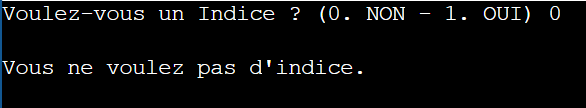 Voulez-vous un Indice ? (0. NON - 1. OUI) 0
Vous ne voulez pas d'indice.